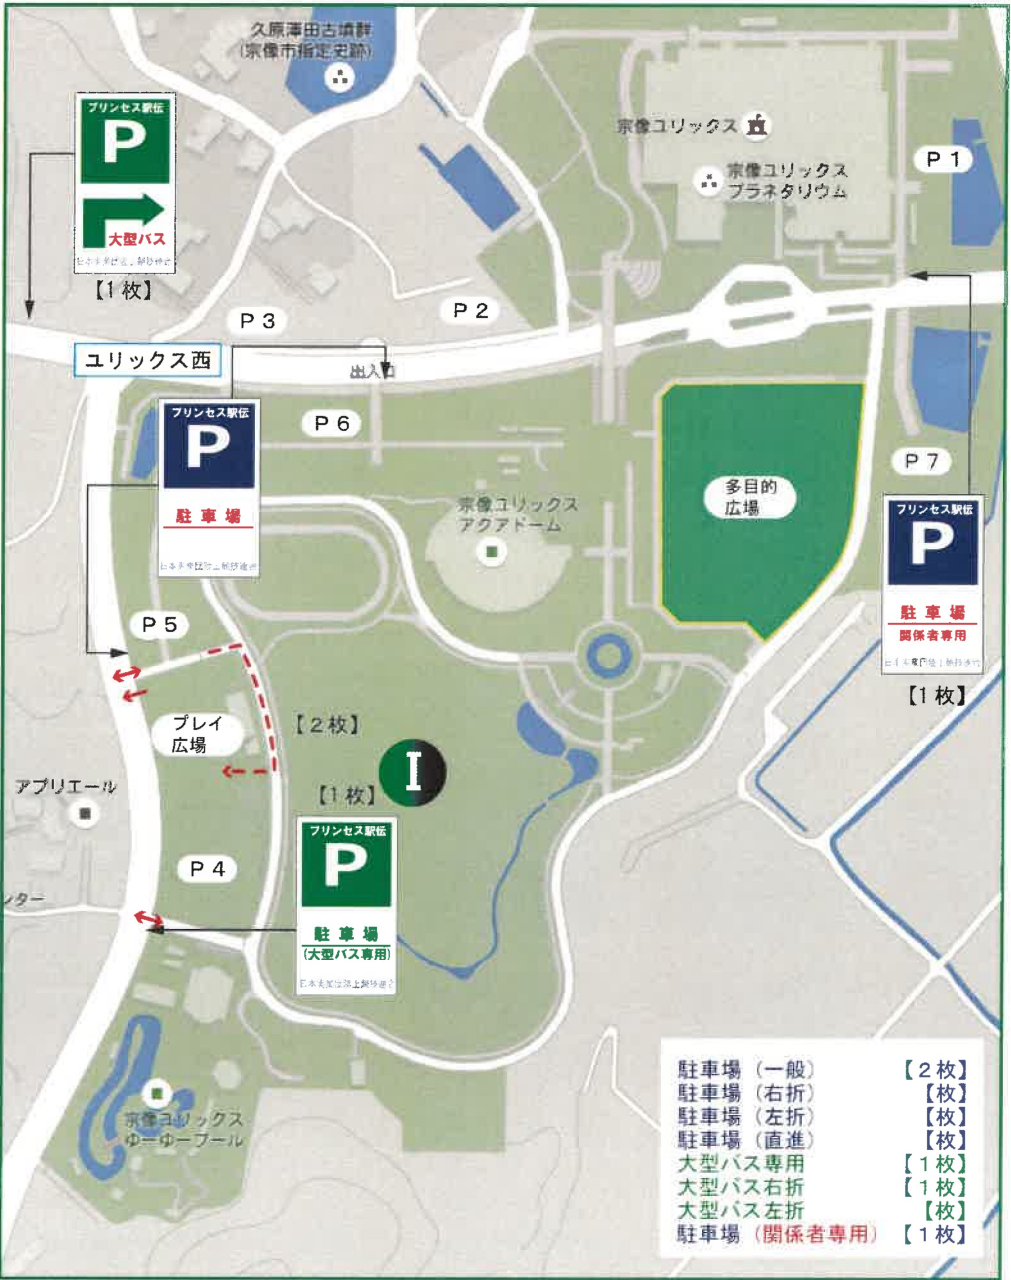 久原澤田古墳群
(宗像市指定史跡)
プリンセス駅伝
P
大型バス
【1枚】
宗像ユリックス
宗像ユリックス
プラネタリウム
P 1
P 2
P 3
ユリックス西
出入口
プリンセス駅伝
P
駐車場
P 6
宗像ユリックス
アクアドーム
多目的
広場
P 7
プリンセス駅伝
P
駐車場
関係者専用
【1枚】
P 5
プレイ
広場
【2枚】
I
【1枚】
アプリエール
プリンセス駅伝
P
駐車場
(大型バス専用)
P 4
ンター
宗像ユリックス
ゆーゆープール
駐車場(一般) 【2枚】
駐車場(右折) 【枚】
駐車場(左折) 【枚】
駐車場(直進) 【枚】
大型バス専用 【1枚】
大型バス右折 【1枚】
大型バス左折 【枚】
駐車場(関係者専用) 【1枚】